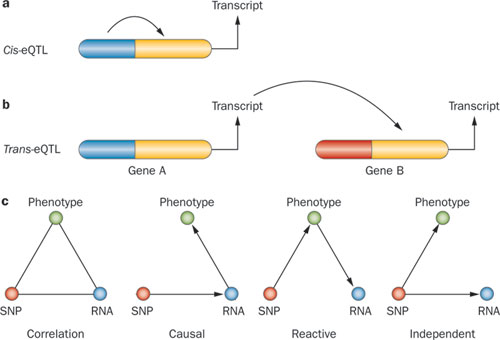 a
Transcript
Cis-eQTL
b
Transcript
Transcript
Trans-eQTL
Gene A
Gene B
c
Phenotype
Phenotype
Phenotype
Phenotype
SNP
RNA
SNP
RNA
SNP
RNA
SNP
RNA
Correlation
Causal
Reactive
Independent